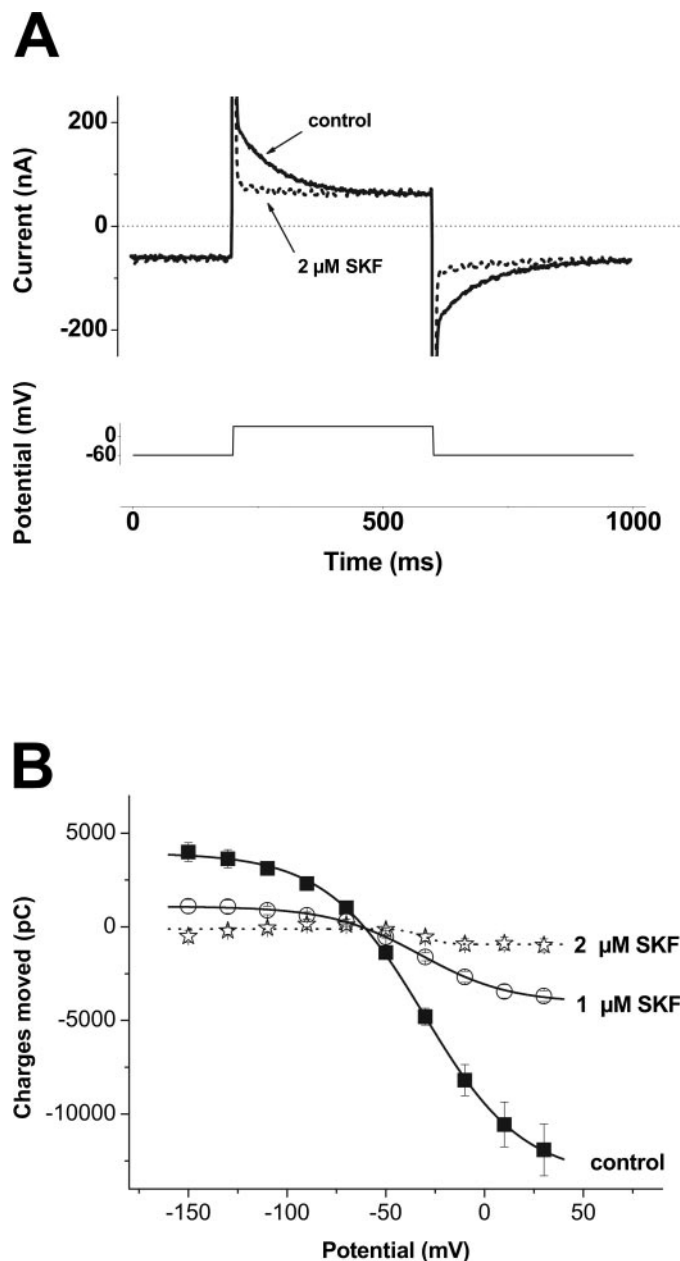 A
Current (nA)
200
0
-200
control
2 µM SKF
Potential (mV)
0
-60
0 500 1000
Time (ms)
B
Charges moved (pC)
5000
0
-5000
-10000
2 µM SKF
1 µM SKF
control
-150 -100 -50 0 50
Potential (mV)